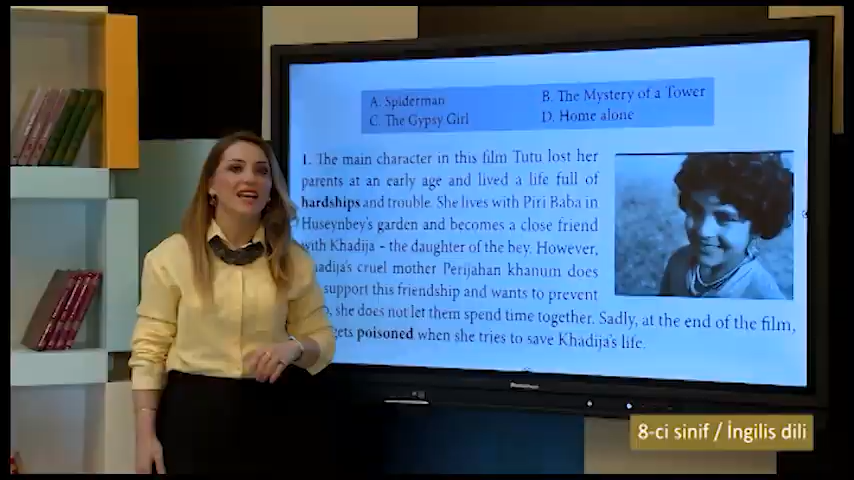 A. Spiderman
B. The Mystery of a Tower
C. The Gypsy Girl
D. Home alone
1. The main character in this film Tutu lost her
parents at an early age and lived a life full of
hardships and trouble. She lives with Piri Baba in
Huseynbey's garden and becomes a close friend
with Khadija - the daughter of the bey. However,
cruel mother Perijahan khanum does
support this friendship and wants to prevent
she does not let them spend time together. Sadly, at the end of the film,
gets poisoned when she tries to save Khadija's life.
8-ci sinif / İngilis dili